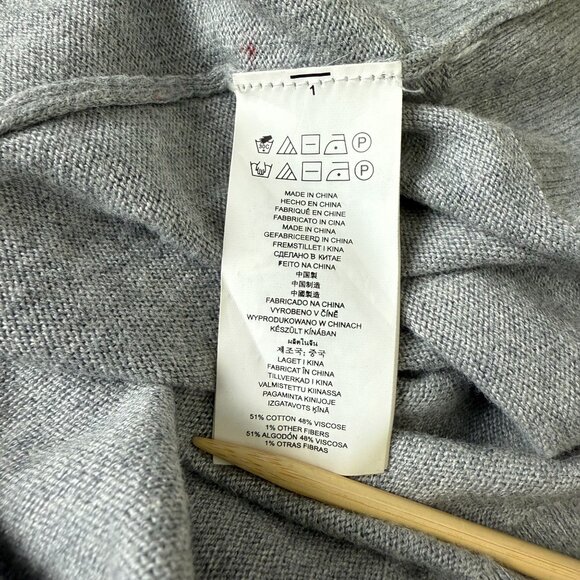 1
30C
P
P
MADE IN CHINA
HECHO EN CHINA
FABRIQUÉ EN CHINE
FABBRICATO IN CINA
MADE IN CHINA
GEFABRICEERD IN CHINA
FREMSTILLET I KINA
СДЕЛАНО В КИТАЕ
FEITO NA CHINA
中国製
中国制造
中國製造
FABRICADO NA CHINA
VYROBENO V ČÍNĚ
WYPRODUKOWANO W CHINACH
KÉSZÜLT KÍNÁBAN
ผลิตในจีน
제조국: 중국
LAGET I KINA
FABRICAT ÎN CHINA
TILLVERKAD I KINA
VALMISTETTU KIINASSA
PAGAMINTA KINIJOJE
IZGATAVOTS ĶĪNĀ
51% COTTON 48% VISCOSE
1% OTHER FIBERS
51% ALGODÓN 48% VISCOSA
1% OTRAS FIBRAS